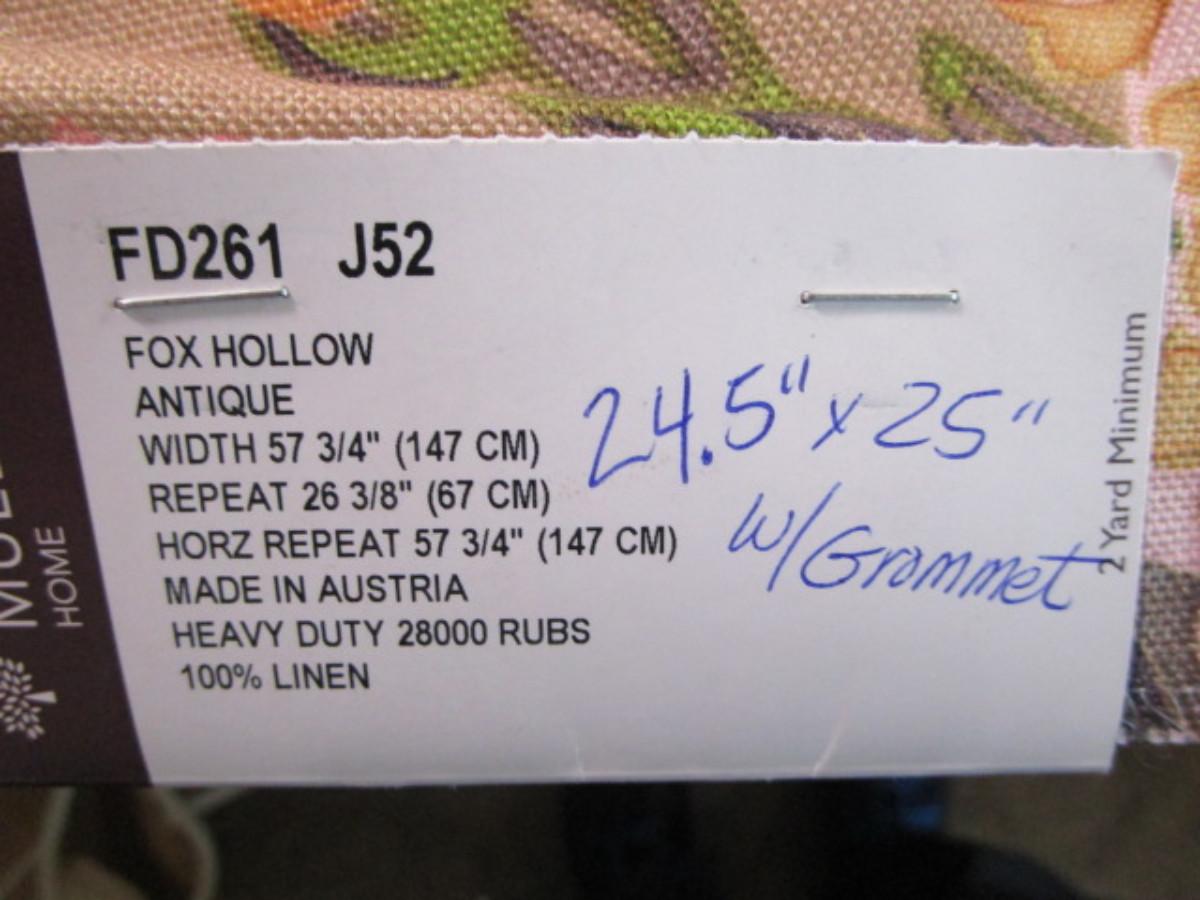 FD261 J52
FOX HOLLOW
ANTIQUE
WIDTH 57 3/4" (147 CM)
REPEAT 26 3/8" (67 CM)
HORZ REPEAT 57 3/4" (147 CM)
MADE IN AUSTRIA
HEAVY DUTY 28000 RUBS
100% LINEN
24.5" x 25"
w/Grommet
2 Yard Minimum
HOME